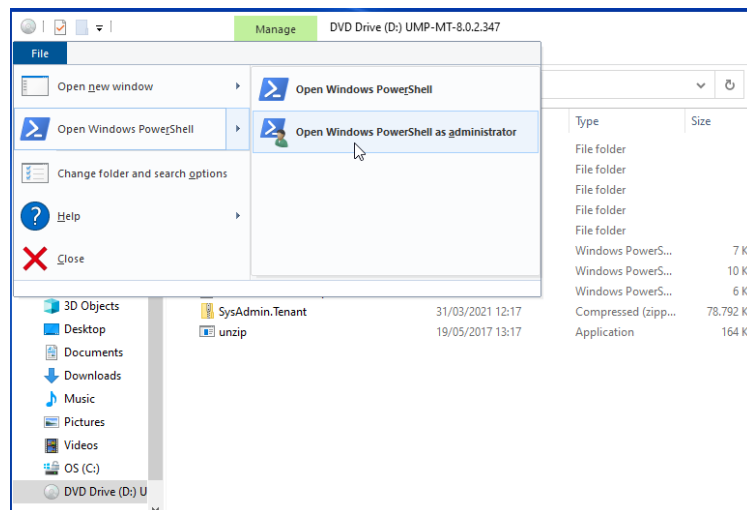 Manage
DVD Drive (D:) UMP-MT-8.0.2.347
File
Open new window
Open Windows PowerShell
Change folder and search options
Help
Close
Open Windows PowerShell
Open Windows PowerShell as administrator
Type Size
File folder
File folder
File folder
File folder
File folder
Windows PowerS... 7 K
Windows PowerS... 10 K
Windows PowerS... 6 K
SysAdmin.Tenant 31/03/2021 12:17 Compressed (zipp... 78.792 K
unzip 19/05/2017 13:17 Application 164 K
3D Objects
Desktop
Documents
Downloads
Music
Pictures
Videos
OS (C:)
DVD Drive (D:) U